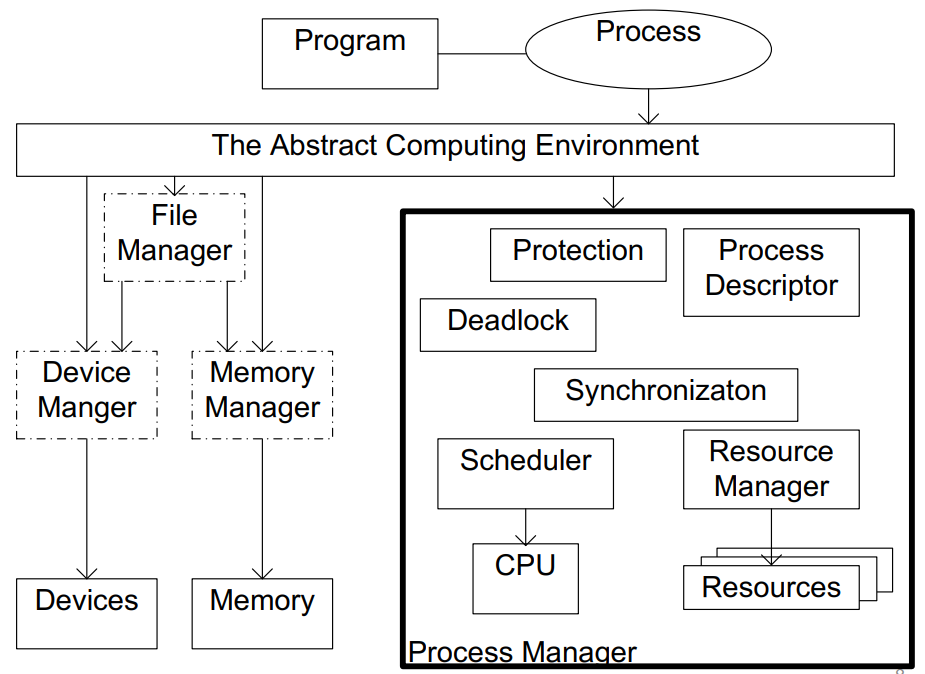 Program
Process
The Abstract Computing Environment
File
Manager
Device
Manger
Memory
Manager
Devices
Memory
Protection
Process
Descriptor
Deadlock
Synchronizaton
Scheduler
Resource
Manager
CPU
Resources
Process Manager